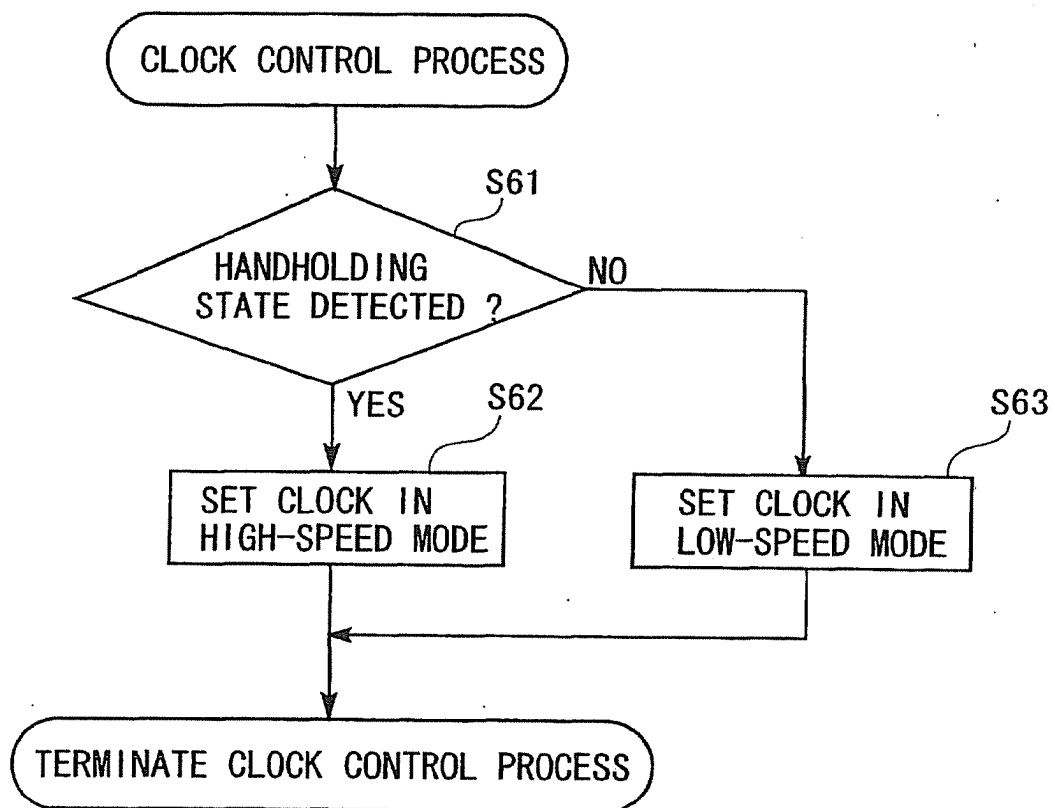 CLOCK CONTROL PROCESS
S61
HANDHOLDING
STATE DETECTED ?
NO
YES
S62
S63
SET CLOCK IN
HIGH-SPEED MODE
SET CLOCK IN
LOW-SPEED MODE
TERMINATE CLOCK CONTROL PROCESS